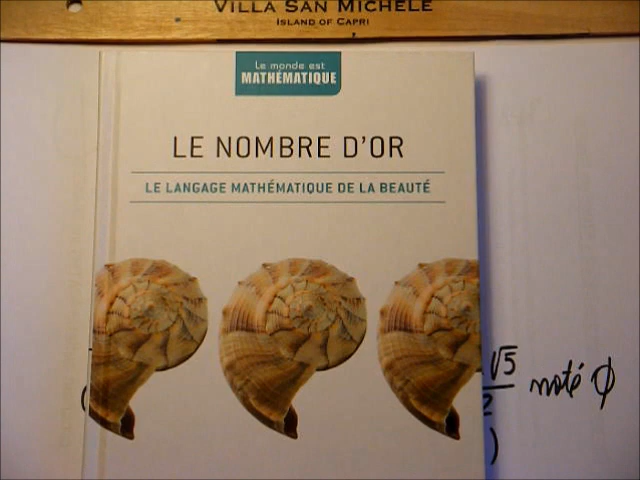 VILLA SAN MICHELE
ISLAND OF CAPRI
Le monde est
MATHÉMATIQUE
LE NOMBRE D'OR
LE LANGAGE MATHÉMATIQUE DE LA BEAUTÉ
√5
2
noté ϕ
(
)